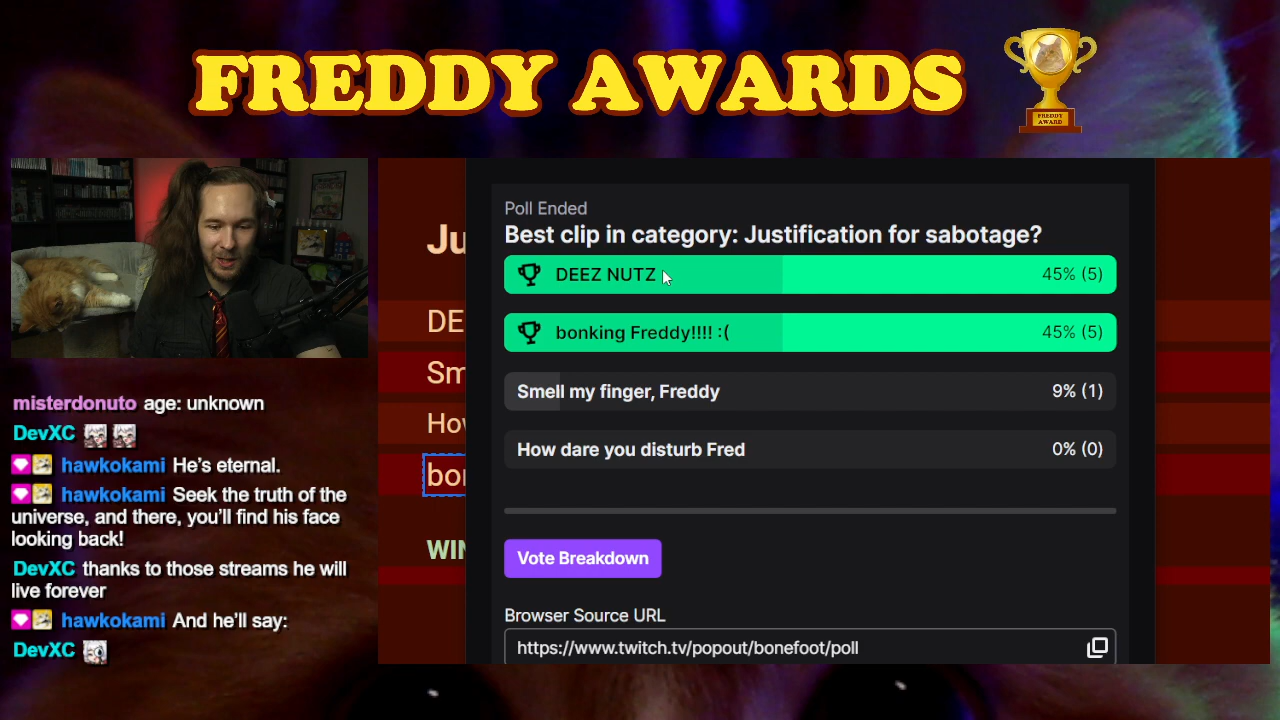 FREDDY AWARDS
FREDDY
AWARD
Ju
DE
Sm
How
bon
WIN
Poll Ended
Best clip in category: Justification for sabotage?
DEEZ NUTZ 45% (5)
bonking Freddy!!!! :( 45% (5)
Smell my finger, Freddy 9% (1)
How dare you disturb Fred 0% (0)
Vote Breakdown
Browser Source URL
https://www.twitch.tv/popout/bonefoot/poll
misterdonuto age: unknown
DevXC
hawkokami He's eternal.
hawkokami Seek the truth of the
universe, and there, you'll find his face
looking back!
DevXC thanks to those streams he will
live forever
hawkokami And he'll say:
DevXC